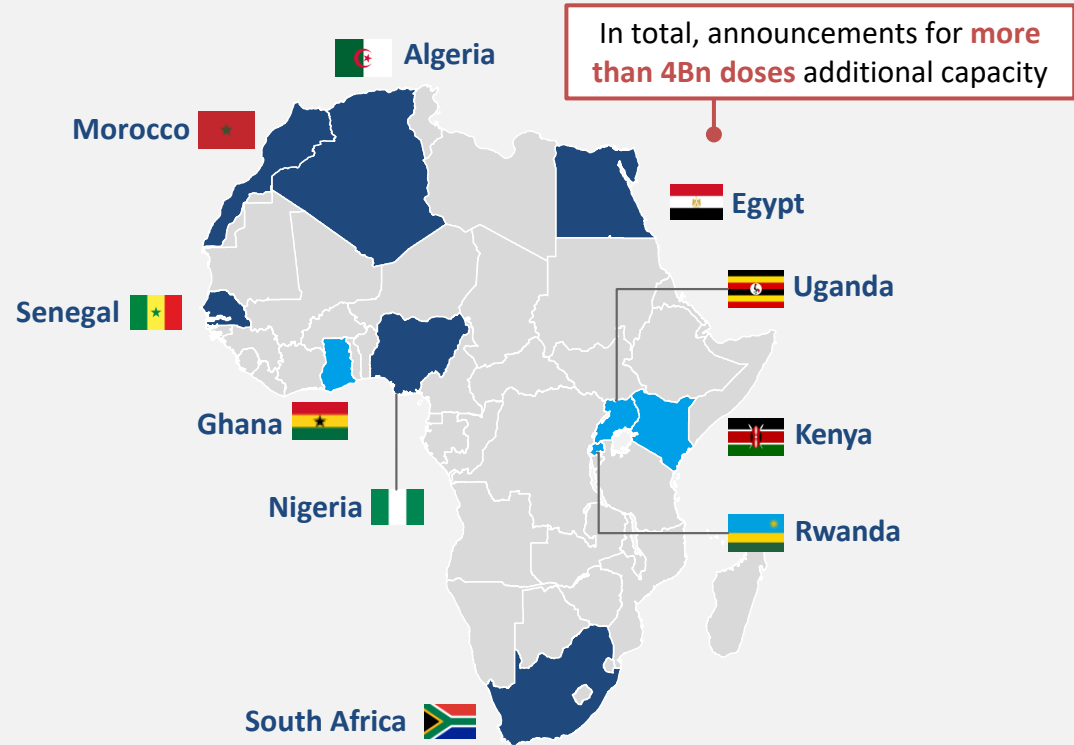 In total, announcements for more
than 4Bn doses additional capacity
Algeria
Morocco
Egypt
Uganda
Senegal
Ghana
Kenya
Nigeria
Rwanda
South Africa